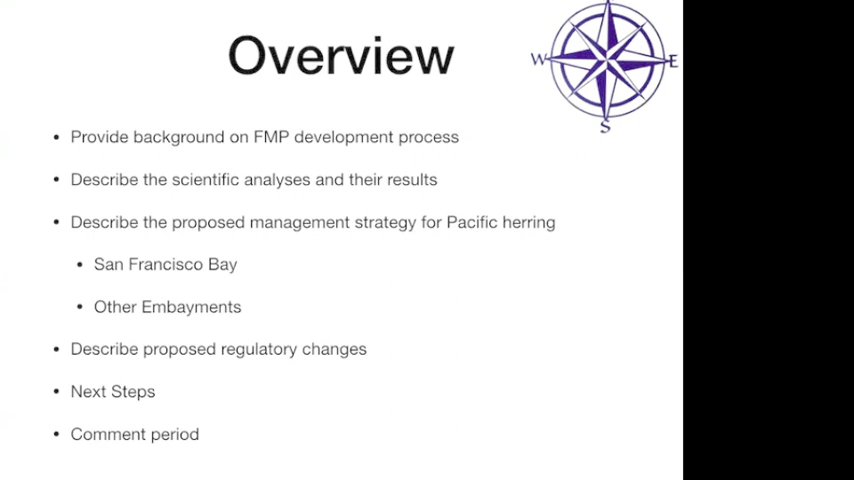 Overview
W
E
S
• Provide background on FMP development process
• Describe the scientific analyses and their results
• Describe the proposed management strategy for Pacific herring
• San Francisco Bay
• Other Embayments
• Describe proposed regulatory changes
• Next Steps
• Comment period